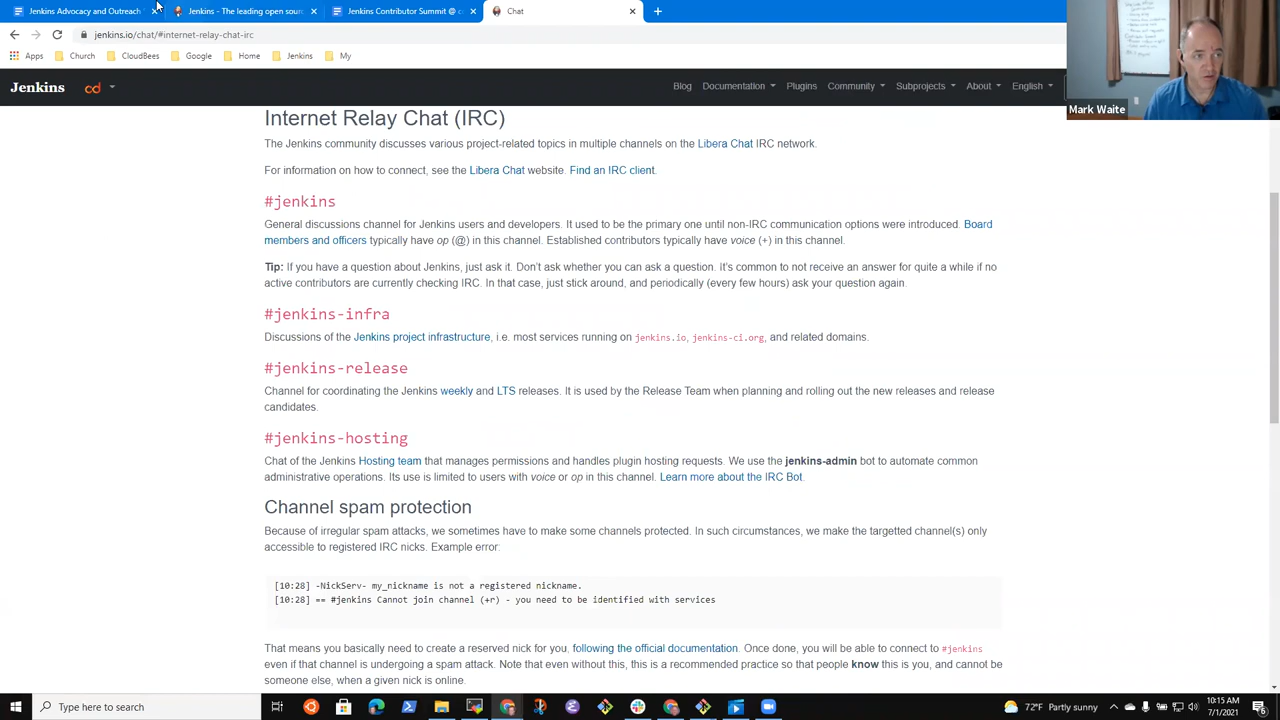 Jenkins Advocacy and Outreach
Jenkins - The leading open sour
Jenkins Contributor Summit @ c
Chat
jenkins.io/chat/#internet-relay-chat-irc
Apps Church CloudBees Google Home Jenkins My
Jenkins cd Blog Documentation Plugins Community Subprojects About English
Mark Waite
Internet Relay Chat (IRC)
The Jenkins community discusses various project-related topics in multiple channels on the Libera Chat IRC network.
For information on how to connect, see the Libera Chat website. Find an IRC client.
#jenkins
General discussions channel for Jenkins users and developers. It used to be the primary one until non-IRC communication options were introduced. Board
members and officers typically have op (@) in this channel. Established contributors typically have voice (+) in this channel.
Tip: If you have a question about Jenkins, just ask it. Don't ask whether you can ask a question. It's common to not receive an answer for quite a while if no
active contributors are currently checking IRC. In that case, just stick around, and periodically (every few hours) ask your question again.
#jenkins-infra
Discussions of the Jenkins project infrastructure, i.e. most services running on jenkins.io, jenkins-ci.org, and related domains.
#jenkins-release
Channel for coordinating the Jenkins weekly and LTS releases. It is used by the Release Team when planning and rolling out the new releases and release
candidates.
#jenkins-hosting
Chat of the Jenkins Hosting team that manages permissions and handles plugin hosting requests. We use the jenkins-admin bot to automate common
administrative operations. Its use is limited to users with voice or op in this channel. Learn more about the IRC Bot.
Channel spam protection
Because of irregular spam attacks, we sometimes have to make some channels protected. In such circumstances, we make the targetted channel(s) only
accessible to registered IRC nicks. Example error:
[10:28] -NickServ- my_nickname is not a registered nickname.
[10:28] == #jenkins Cannot join channel (+r) - you need to be identified with services
That means you basically need to create a reserved nick for you, following the official documentation. Once done, you will be able to connect to #jenkins
even if that channel is undergoing a spam attack. Note that even without this, this is a recommended practice so that people know this is you, and cannot be
someone else, when a given nick is online.
Type here to search
72°F Partly sunny
10:15 AM
7/1/2021
6